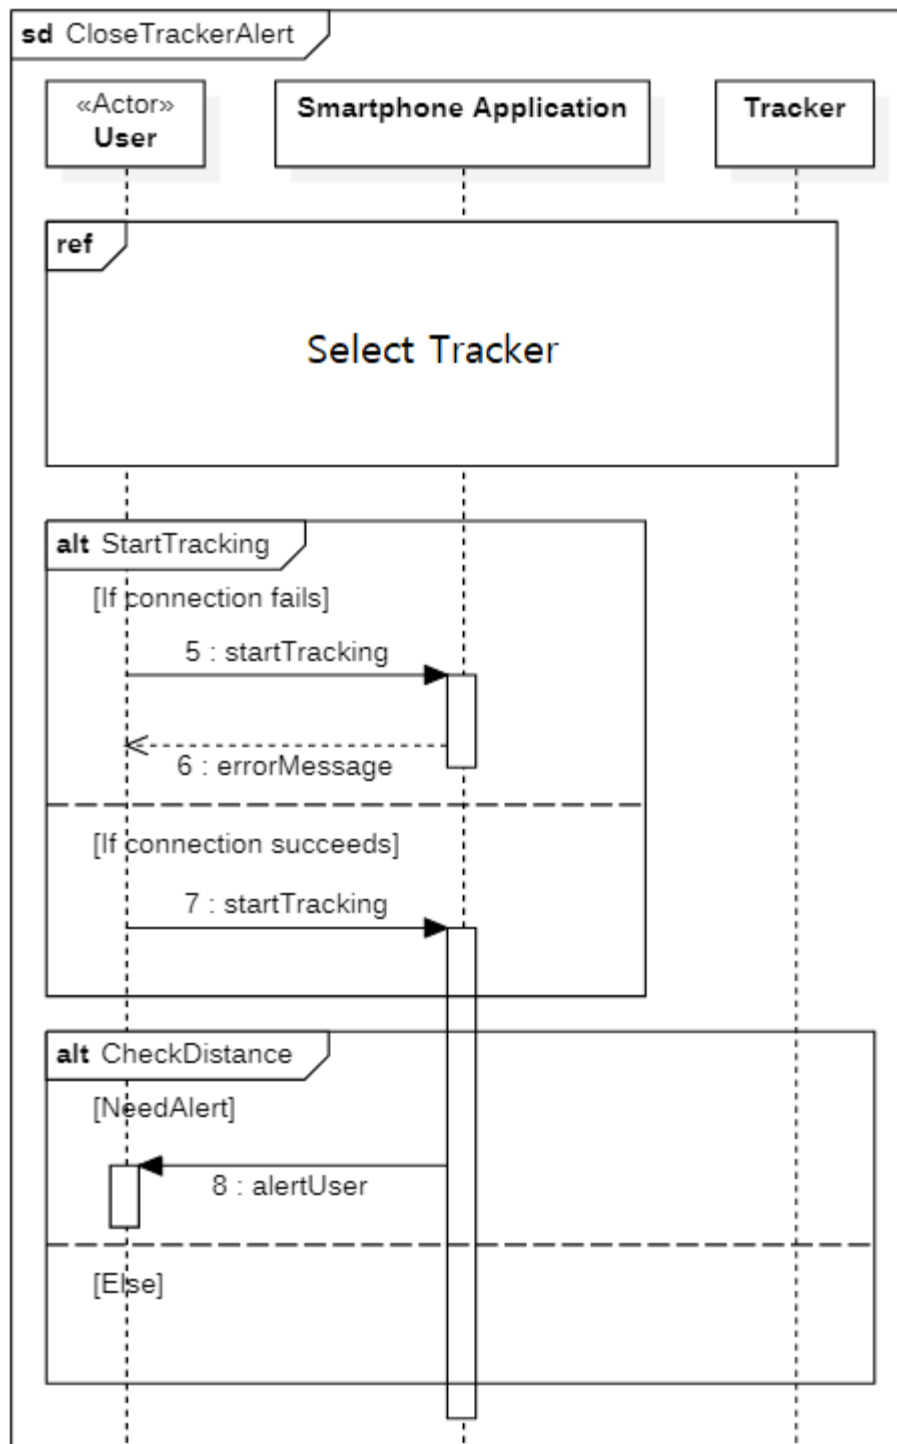 sd CloseTrackerAlert
«Actor»
User
Smartphone Application
Tracker
ref
Select Tracker
alt StartTracking
[If connection fails]
5 : startTracking
6 : errorMessage
[If connection succeeds]
7 : startTracking
alt CheckDistance
[NeedAlert]
8 : alertUser
[Else]